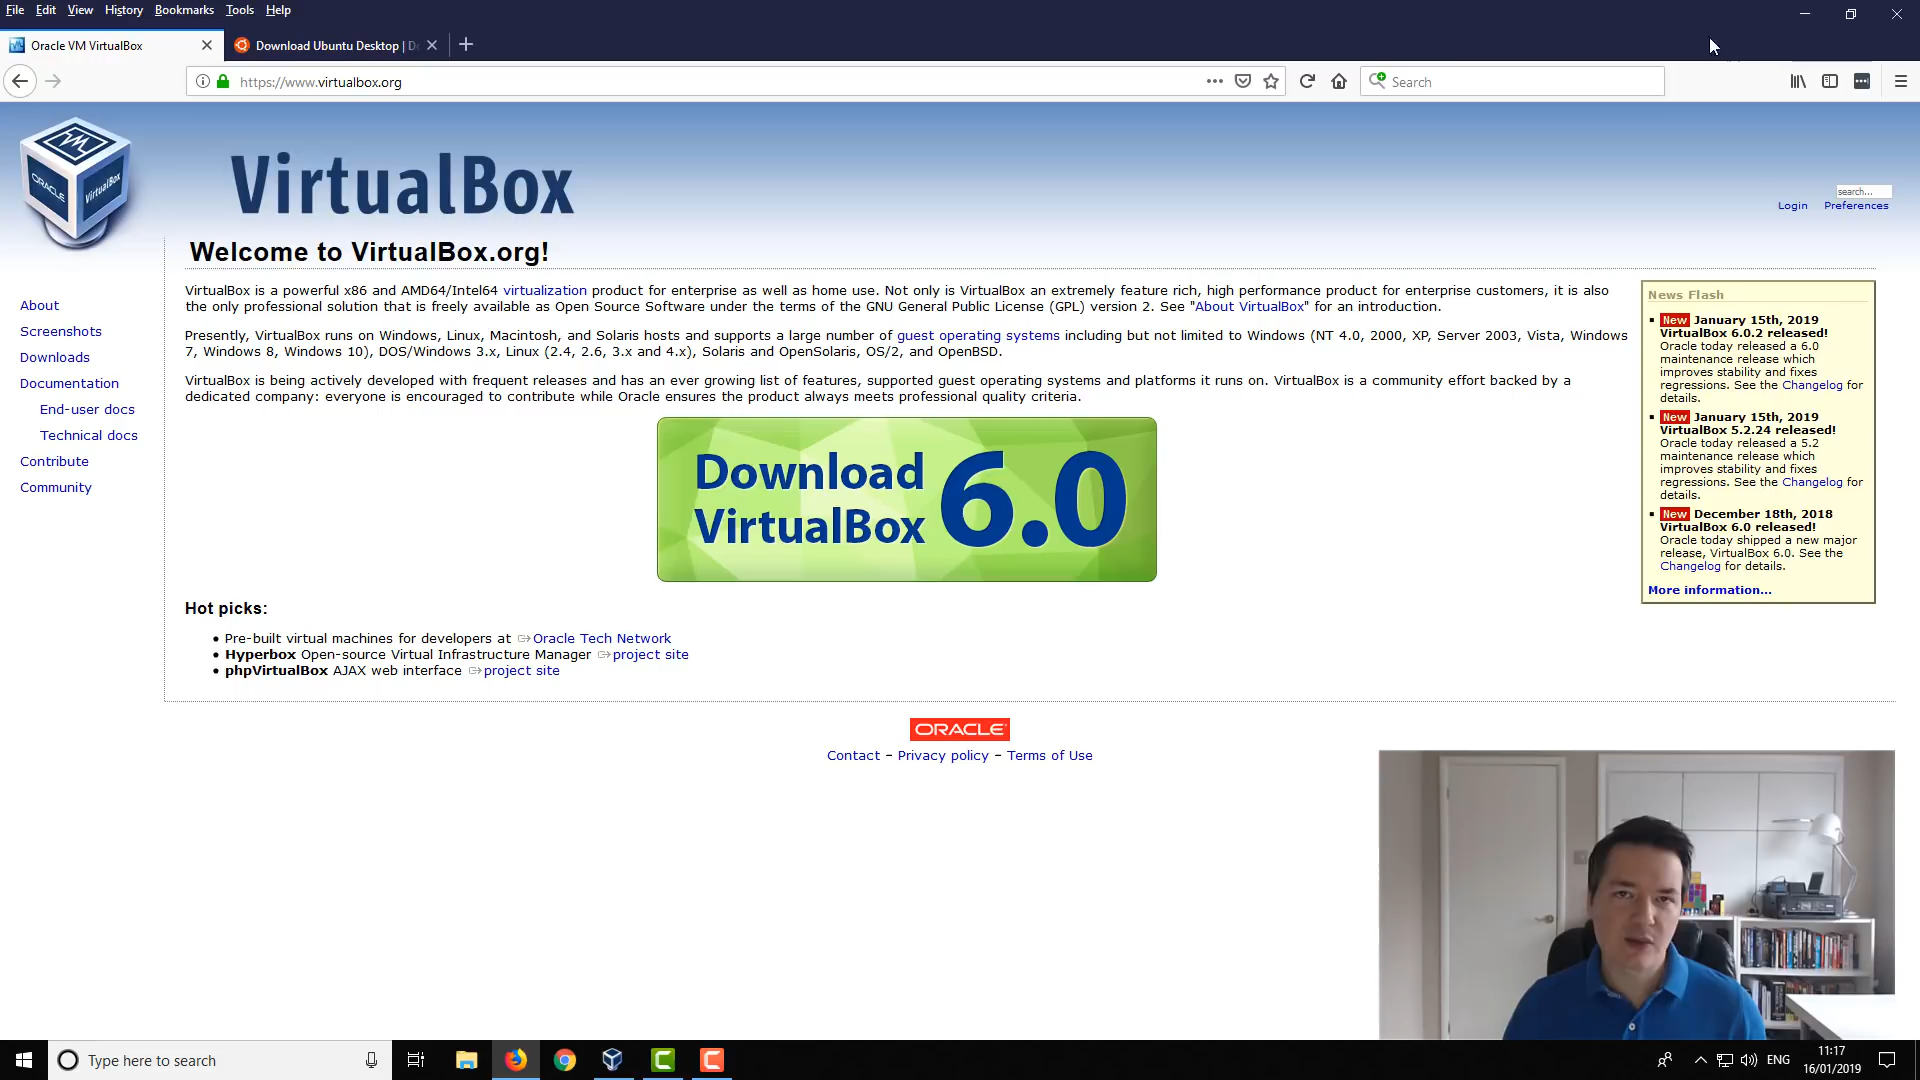 File Edit View History Bookmarks Tools Help
Oracle VM VirtualBox
Download Ubuntu Desktop | D
https://www.virtualbox.org
Search
ORACLE
VirtualBox
VirtualBox
search...
Login Preferences
Welcome to VirtualBox.org!
VirtualBox is a powerful x86 and AMD64/Intel64 virtualization product for enterprise as well as home use. Not only is VirtualBox an extremely feature rich, high performance product for enterprise customers, it is also
the only professional solution that is freely available as Open Source Software under the terms of the GNU General Public License (GPL) version 2. See "About VirtualBox" for an introduction.
Presently, VirtualBox runs on Windows, Linux, Macintosh, and Solaris hosts and supports a large number of guest operating systems including but not limited to Windows (NT 4.0, 2000, XP, Server 2003, Vista, Windows
7, Windows 8, Windows 10), DOS/Windows 3.x, Linux (2.4, 2.6, 3.x and 4.x), Solaris and OpenSolaris, OS/2, and OpenBSD.
VirtualBox is being actively developed with frequent releases and has an ever growing list of features, supported guest operating systems and platforms it runs on. VirtualBox is a community effort backed by a
dedicated company: everyone is encouraged to contribute while Oracle ensures the product always meets professional quality criteria.
About
Screenshots
Downloads
Documentation
End-user docs
Technical docs
Contribute
Community
Download
VirtualBox 6.0
Hot picks:
Pre-built virtual machines for developers at Oracle Tech Network
Hyperbox Open-source Virtual Infrastructure Manager project site
phpVirtualBox AJAX web interface project site
News Flash
New January 15th, 2019
VirtualBox 6.0.2 released!
Oracle today released a 6.0
maintenance release which
improves stability and fixes
regressions. See the Changelog for
details.
New January 15th, 2019
VirtualBox 5.2.24 released!
Oracle today released a 5.2
maintenance release which
improves stability and fixes
regressions. See the Changelog for
details.
New December 18th, 2018
VirtualBox 6.0 released!
Oracle today shipped a new major
release, VirtualBox 6.0. See the
Changelog for details.
More information...
ORACLE
Contact – Privacy policy – Terms of Use
Type here to search
ENG
11:17
16/01/2019